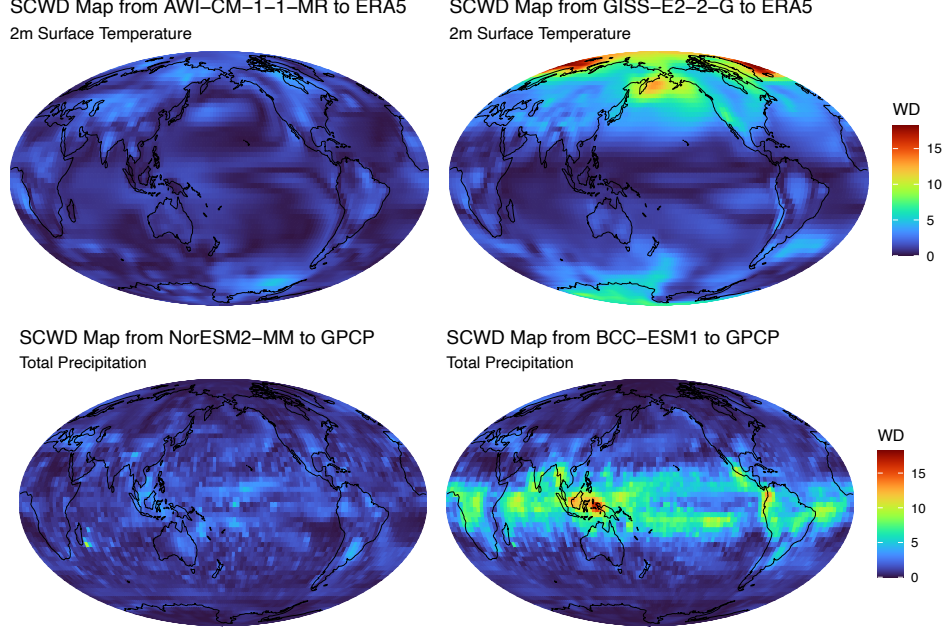 SCWD Map from AWI−CM−1−1−MR to ERA5
2m Surface Temperature
SCWD Map from GISS−E2−2−G to ERA5
2m Surface Temperature
WD
15
10
5
0
SCWD Map from NorESM2−MM to GPCP
Total Precipitation
SCWD Map from BCC−ESM1 to GPCP
Total Precipitation
WD
15
10
5
0